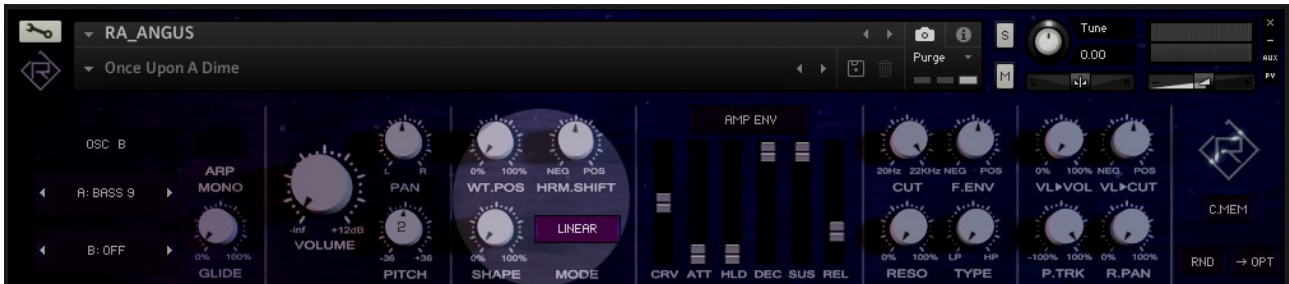 RA_ANGUS
Once Upon A Dime
Purge
S
M
Tune
0.00
L R
- +
×
-
AUX
PV
OSC B
ARP
MONO
A: BASS 9
B: OFF
0% 100%
GLIDE
-inf +12dB
VOLUME
L R
PAN
2
-36 +36
PITCH
0% 100%
WT.POS
NEG POS
HRM.SHIFT
0% 100%
SHAPE
LINEAR
MODE
AMP ENV
CRV ATT HLD DEC SUS REL
20Hz 22KHz
CUT
NEG POS
F.ENV
0% 100%
RESO
LP HP
TYPE
0% 100%
VL▶VOL
NEG POS
VL▶CUT
-100% 100%
P.TRK
0% 100%
R.PAN
R
C.MEM
RND → OPT